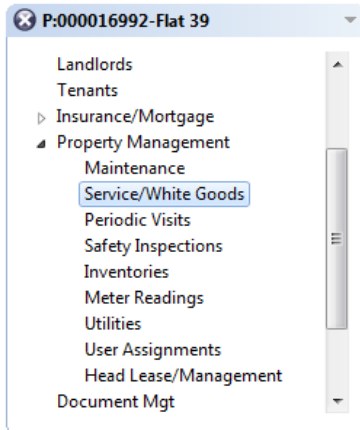 P:000016992-Flat 39
Landlords
Tenants
Insurance/Mortgage
Property Management
Maintenance
Service/White Goods
Periodic Visits
Safety Inspections
Inventories
Meter Readings
Utilities
User Assignments
Head Lease/Management
Document Mgt